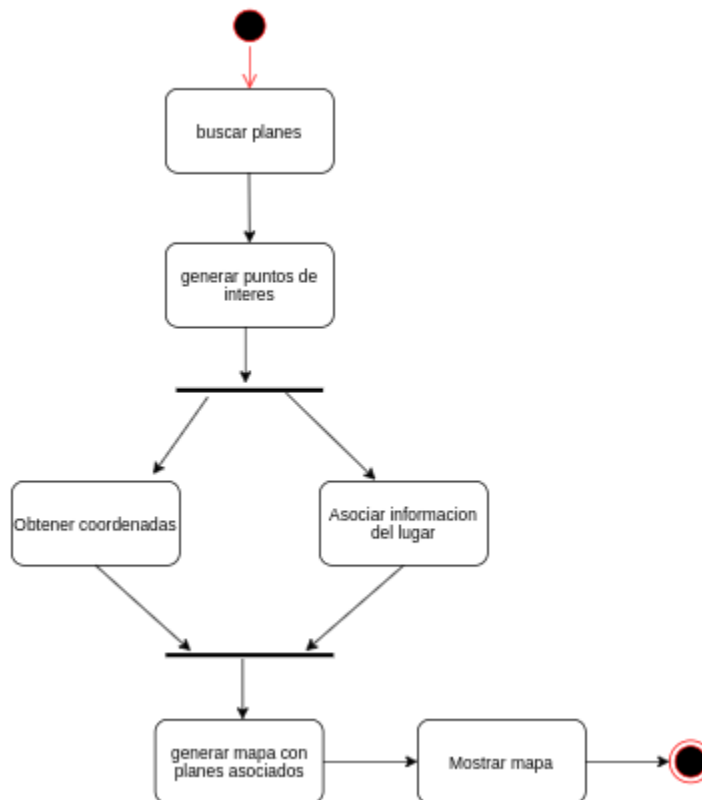 buscar planes
generar puntos de
interes
Obtener coordenadas
Asociar informacion
del lugar
generar mapa con
planes asociados
Mostrar mapa